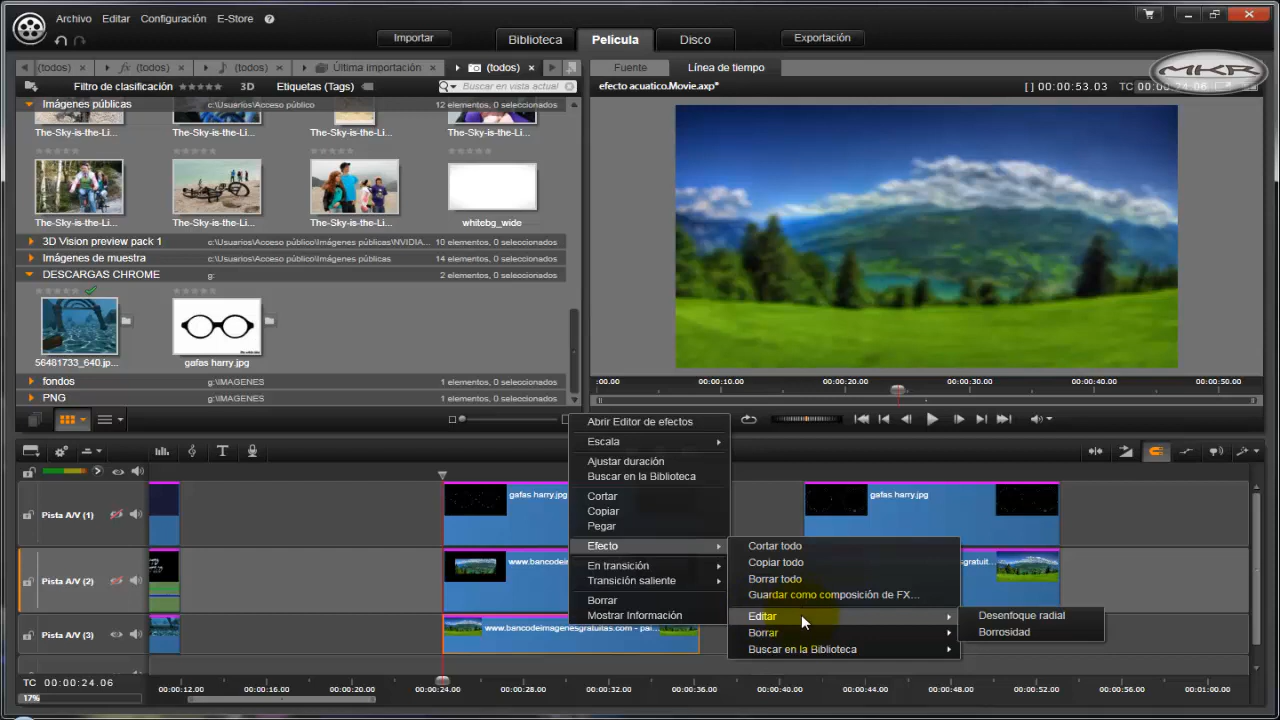 Archivo Editar Configuración E-Store
Importar Biblioteca Película Disco Exportación
(todos) fx (todos) (todos) Última importación (todos) Fuente Línea de tiempo
MKR
Filtro de clasificación 3D Etiquetas (Tags) Buscar en vista actual
efecto acuatico.Movie.axp* [ ] 00:00:53.03 TC 00:00:24.06
Imágenes públicas c:\Usuarios\Acceso público 12 elementos, 0 seleccionados
The-Sky-is-the-Li... The-Sky-is-the-Li... The-Sky-is-the-Li... The-Sky-is-the-Li...
The-Sky-is-the-Li... The-Sky-is-the-Li... The-Sky-is-the-Li... whitebg_wide
3D Vision preview pack 1 c:\Usuarios\Acceso público\Imágenes públicas\NVIDIA... 10 elementos, 0 seleccionados
Imágenes de muestra c:\Usuarios\Acceso público\Imágenes públicas 14 elementos, 0 seleccionados
DESCARGAS CHROME g: 2 elementos, 0 seleccionados
56481733_640.jp... gafas harry.jpg
fondos g:\IMAGENES
PNG g:\IMAGENES
:00.00 00:00:10.00 00:00:20.00 00:00:30.00 00:00:40.00 00:00:50.00
Abrir Editor de efectos
Escala
Ajustar duración
Buscar en la Biblioteca
Cortar
Copiar
Pegar
Efecto
En transición
Transición saliente
Borrar
Mostrar Información
Cortar todo
Copiar todo
Borrar todo
Guardar como composición de FX...
Editar
Borrar
Buscar en la Biblioteca
Desenfoque radial
Borrosidad
Pista A/V (1) gafas harry.jpg gafas harry.jpg
Pista A/V (2)
Pista A/V (3) www.bancodeimagenesgratuitas.com - pai...
TC 00:00:24.06
17%
00:00:12.00 00:00:16.00 00:00:20.00 00:00:24.00 00:00:28.00 00:00:32.00 00:00:36.00 00:00:40.00 00:00:44.00 00:00:48.00 00:00:52.00 00:00:56.00 00:01:00.00